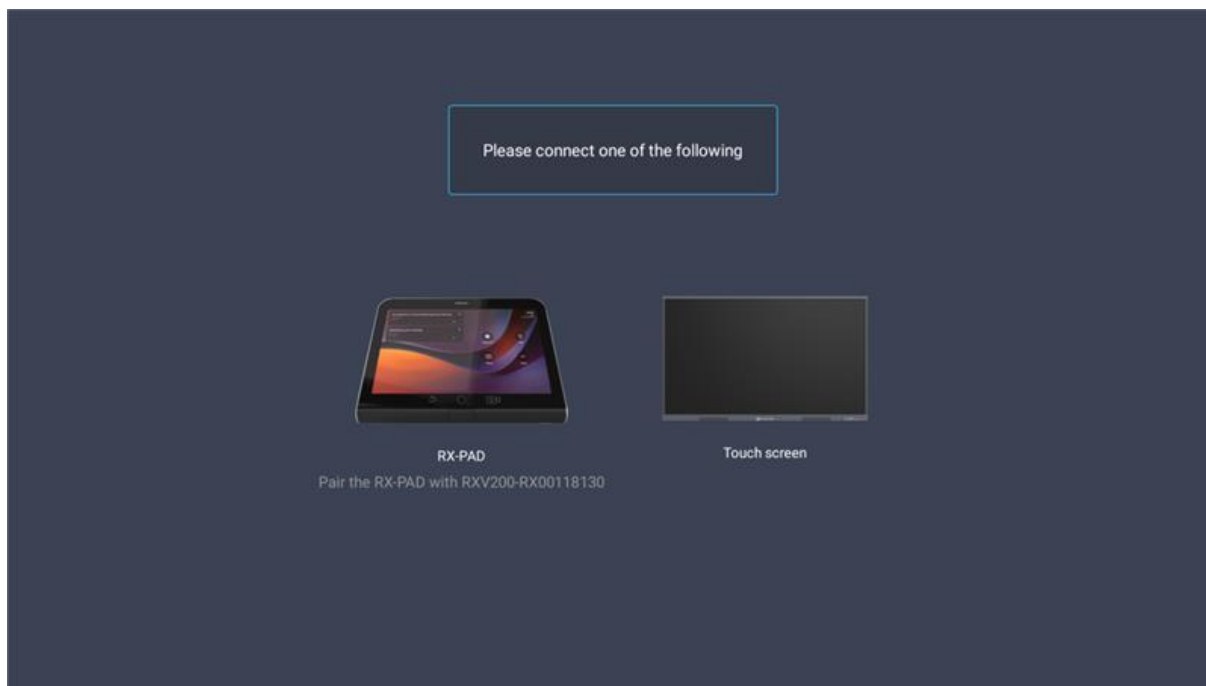 Please connect one of the following
RX-PAD
Touch screen
Pair the RX-PAD with RXV200-RX00118130